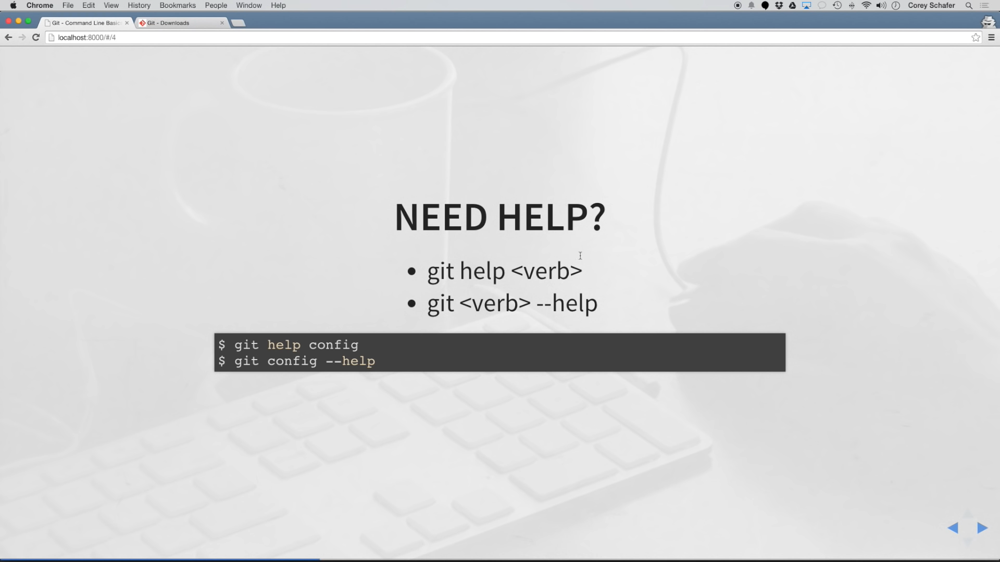 Chrome File Edit View History Bookmarks People Window Help Corey Schafer
Git - Command Line Basic
Git - Downloads
localhost:8000/#/4
NEED HELP?
• git help <verb>
• git <verb> --help
$ git help config
$ git config --help